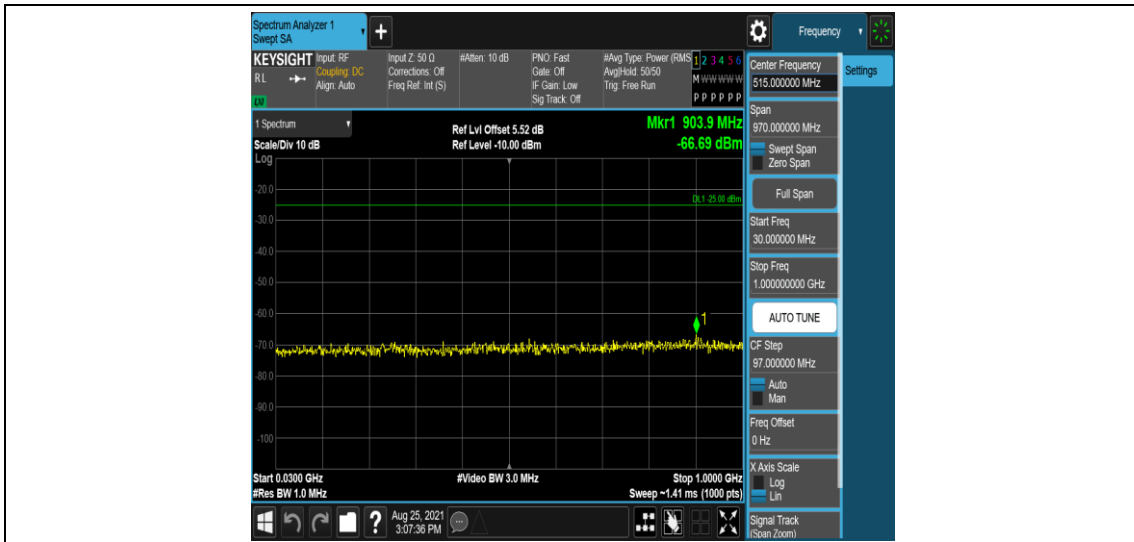 Spectrum Analyzer 1
Swept SA
+
Frequency
KEYSIGHT
RL
LXI
Input: RF
Coupling: DC
Align: Auto
Input Z: 50 Ω
Corrections: Off
Freq Ref: Int (S)
#Atten: 10 dB
PNO: Fast
Gate: Off
IF Gain: Low
Sig Track: Off
#Avg Type: Power (RMS
Avg|Hold: 50/50
Trig: Free Run
1 2 3 4 5 6
M W W W W W
P P P P P P
1 Spectrum
Scale/Div 10 dB
Log
Ref Lvl Offset 5.52 dB
Ref Level -10.00 dBm
Mkr1 903.9 MHz
-66.69 dBm
DL1 -25.00 dBm
-20.0
-30.0
-40.0
-50.0
-60.0
-70.0
-80.0
-90.0
-100
1
Start 0.0300 GHz
#Res BW 1.0 MHz
#Video BW 3.0 MHz
Stop 1.0000 GHz
Sweep ~1.41 ms (1000 pts)
?
Aug 25, 2021
3:07:36 PM
Center Frequency
515.000000 MHz
Settings
Span
970.000000 MHz
Swept Span
Zero Span
Full Span
Start Freq
30.000000 MHz
Stop Freq
1.000000000 GHz
AUTO TUNE
CF Step
97.000000 MHz
Auto
Man
Freq Offset
0 Hz
X Axis Scale
Log
Lin
Signal Track
(Span Zoom)